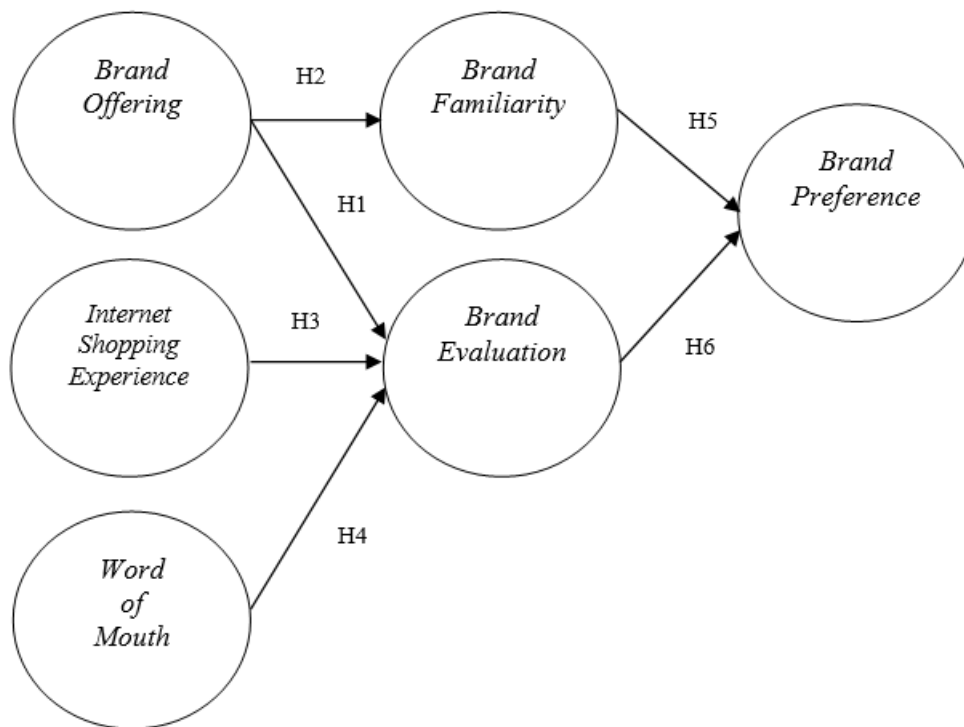 Brand
Offering
H2
Brand
Familiarity
H5
Brand
Preference
H1
Internet
Shopping
Experience
H3
Brand
Evaluation
H6
Word
of
Mouth
H4